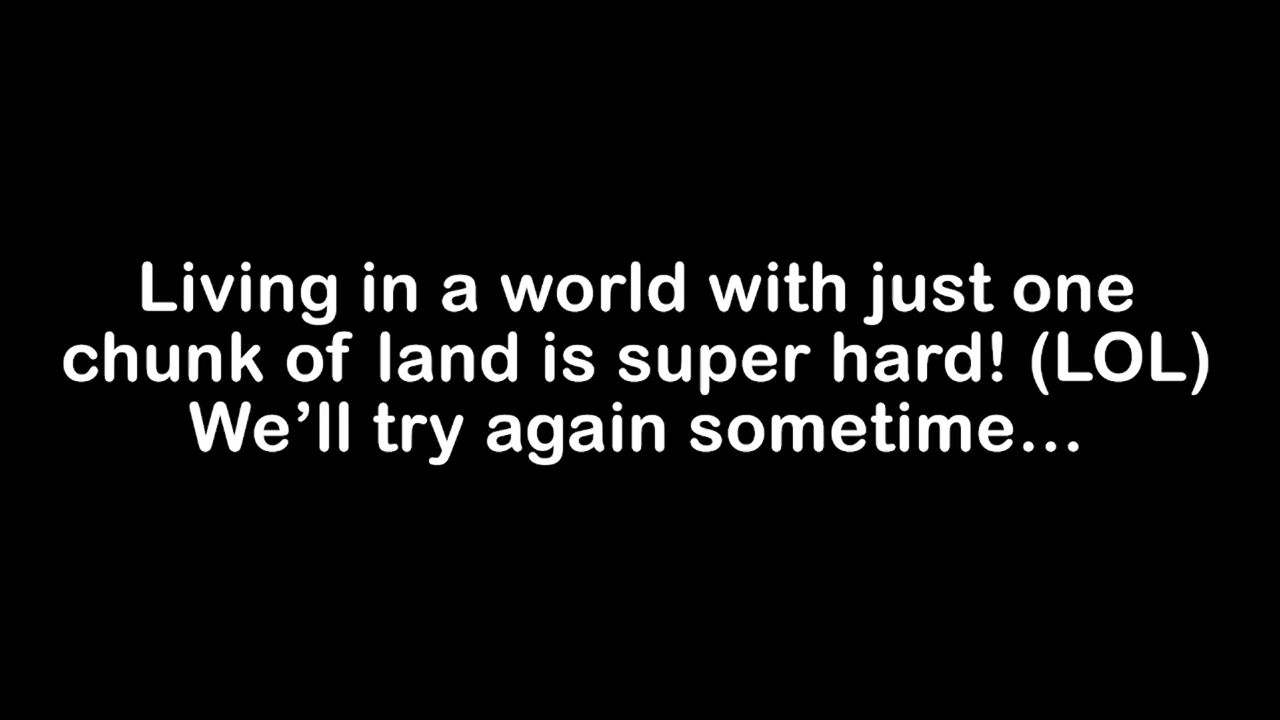 Living in a world with just one
chunk of land is super hard! (LOL)
We’ll try again sometime...